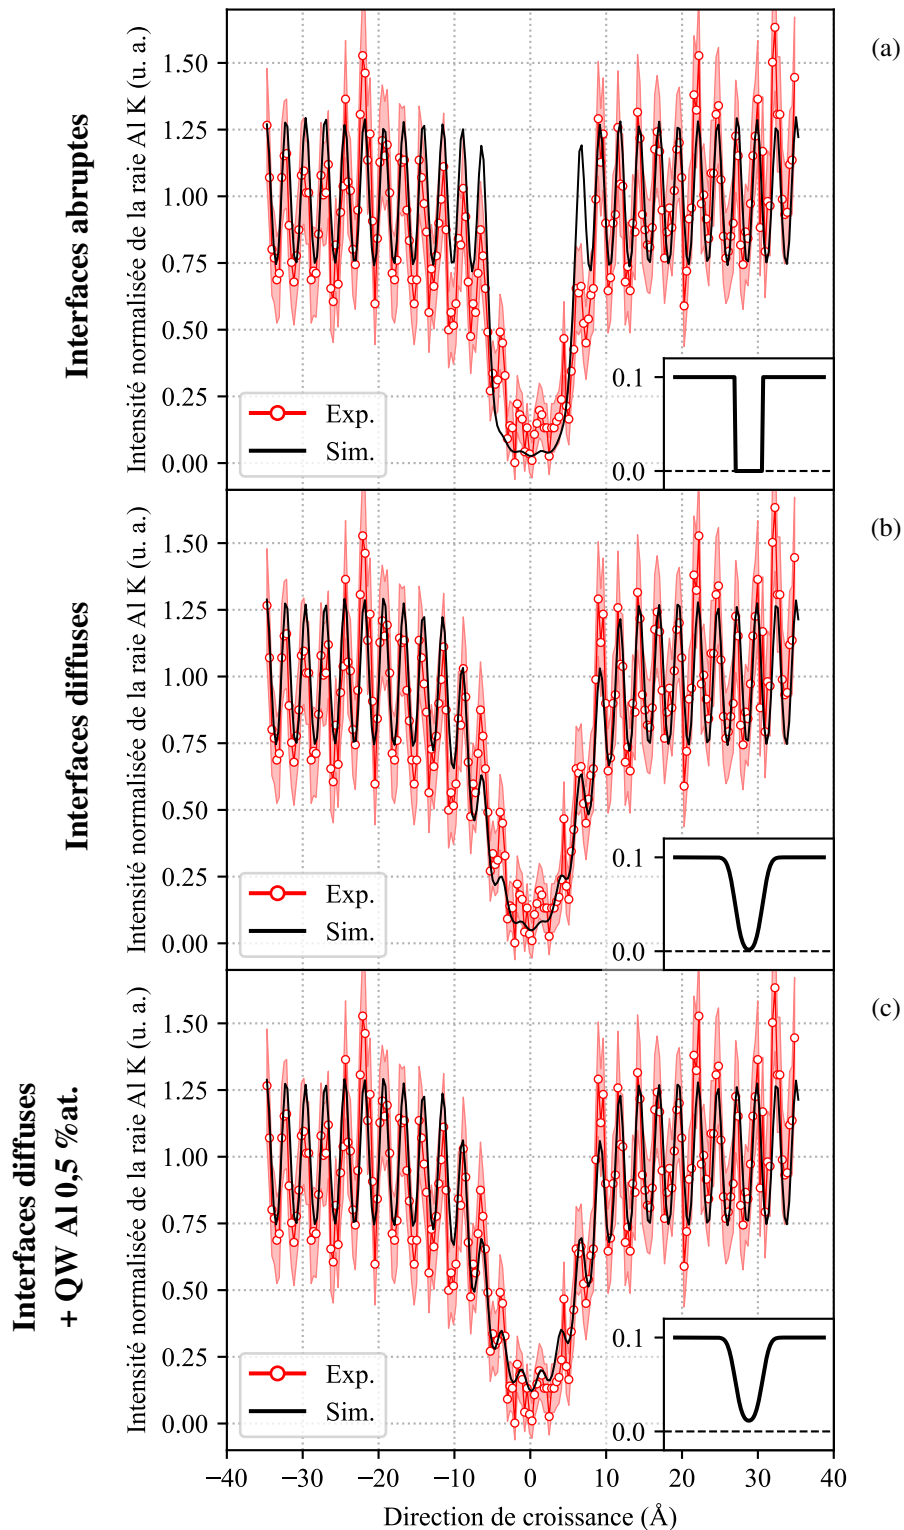 (a)
Interfaces abruptes
Intensité normalisée de la raie Al K (u. a.)
1.50
1.25
1.00
0.75
0.50
0.25
0.00
Exp.
Sim.
0.1
0.0
(b)
Interfaces diffuses
Intensité normalisée de la raie Al K (u. a.)
1.50
1.25
1.00
0.75
0.50
0.25
0.00
Exp.
Sim.
0.1
0.0
(c)
Interfaces diffuses
+ QW Al 0,5 %at.
Intensité normalisée de la raie Al K (u. a.)
1.50
1.25
1.00
0.75
0.50
0.25
0.00
Exp.
Sim.
0.1
0.0
−40 −30 −20 −10 0 10 20 30 40
Direction de croissance (Å)